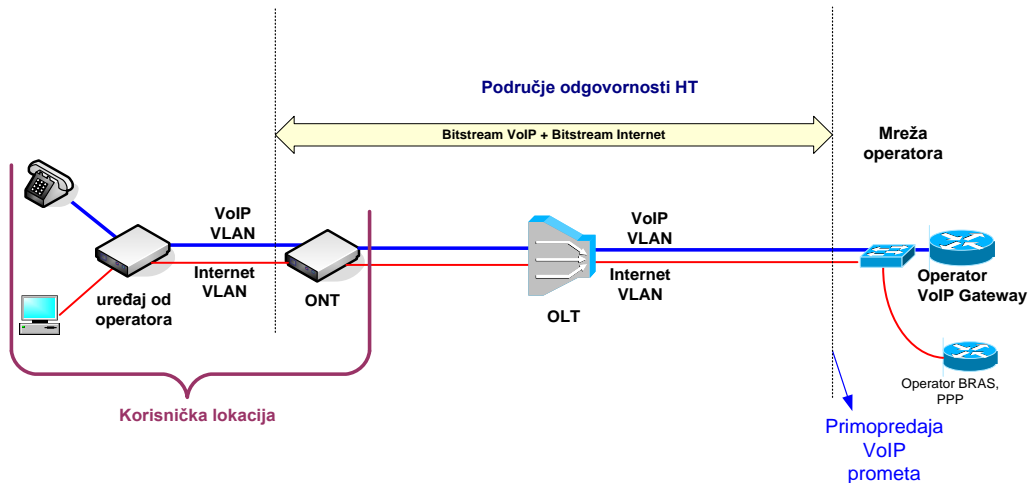 Područje odgovornosti HT
Bitstream VoIP + Bitstream Internet
Mreža
operatora
VoIP
VLAN
Internet
VLAN
uređaj od
operatora
ONT
VoIP
VLAN
Internet
VLAN
OLT
Operator
VoIP Gateway
Operator BRAS,
PPP
Korisnička lokacija
Primopredaja
VoIP
prometa